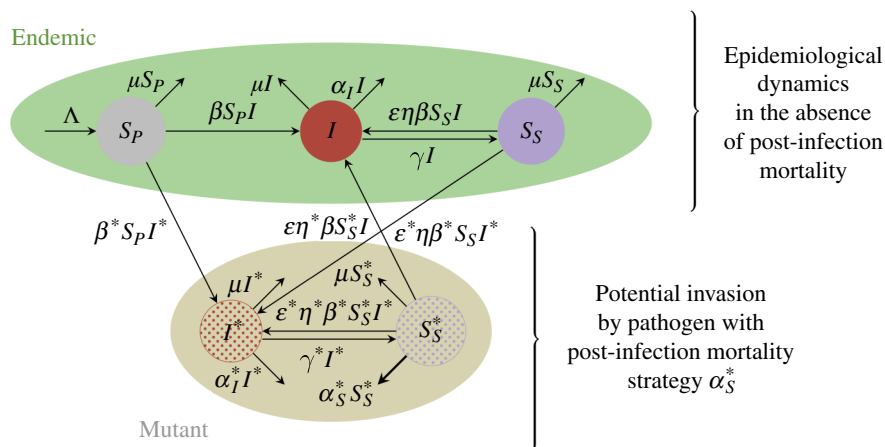 Endemic
μS_P
μI
α_I I
μS_S
Λ
S_P
βS_P I
I
εηβS_S I
γI
S_S
Epidemiological
dynamics
in the absence
of post-infection
mortality
β*S_P I*
εη*βS*_S I
ε*ηβ*S_S I*
μI*
μS*_S
I*
ε*η*β*S*_S I*
γ*I*
S*_S
α*_I I*
α*_S S*_S
Mutant
Potential invasion
by pathogen with
post-infection mortality
strategy α*_S